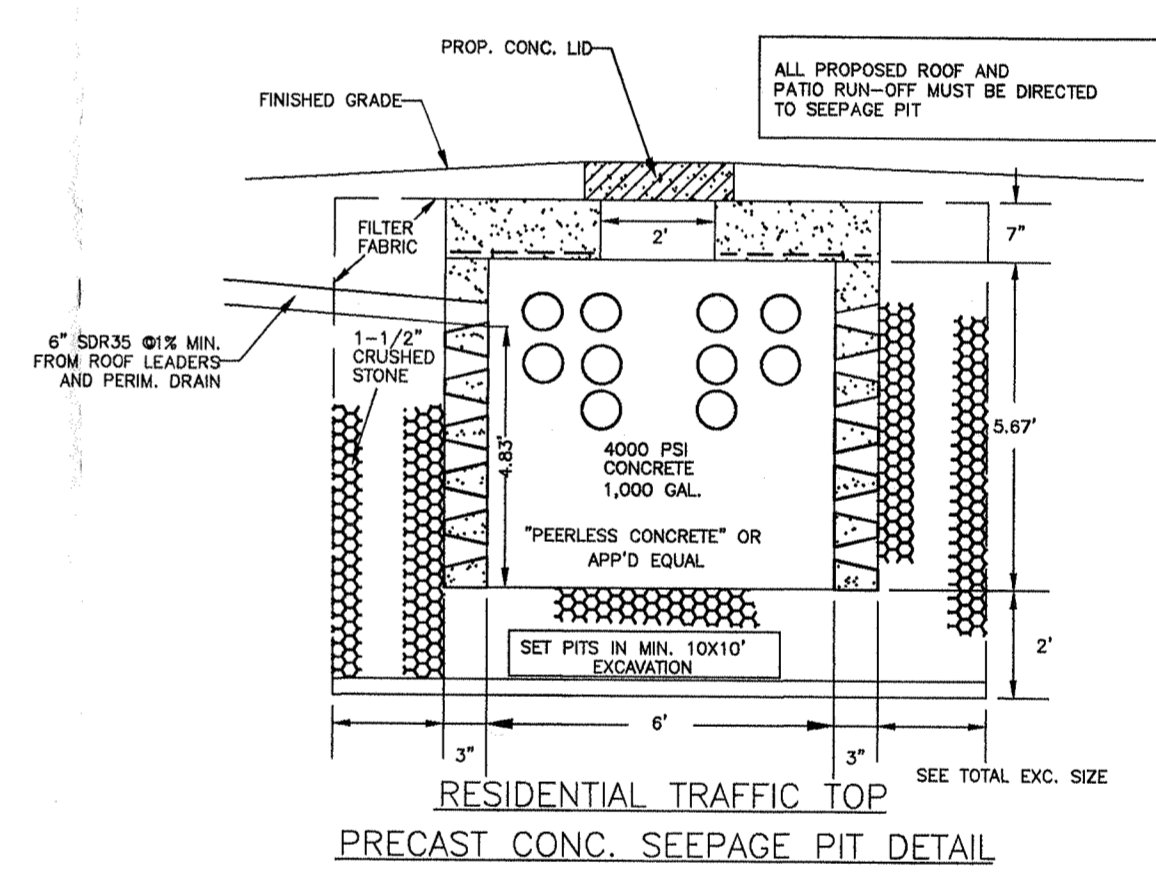 PROP. CONC. LID
ALL PROPOSED ROOF AND
PATIO RUN-OFF MUST BE DIRECTED
TO SEEPAGE PIT
FINISHED GRADE
FILTER
FABRIC
2'
7"
6" SDR35 @1% MIN.
FROM ROOF LEADERS
AND PERIM. DRAIN
1-1/2"
CRUSHED
STONE
4.83'
5.67'
4000 PSI
CONCRETE
1,000 GAL.
"PEERLESS CONCRETE" OR
APP'D EQUAL
SET PITS IN MIN. 10X10'
EXCAVATION
2'
3"
6'
3"
SEE TOTAL EXC. SIZE
RESIDENTIAL TRAFFIC TOP
PRECAST CONC. SEEPAGE PIT DETAIL